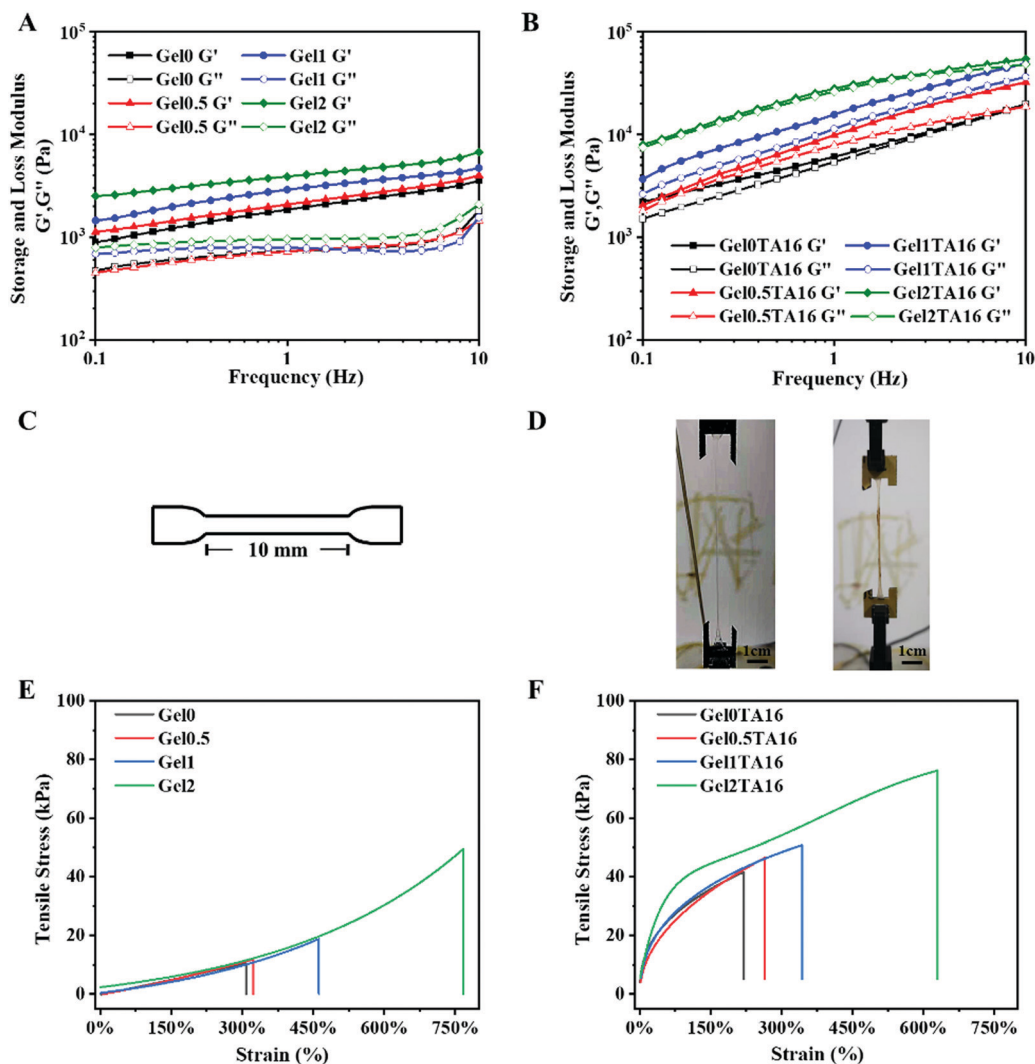 A
Storage and Loss Modulus
G',G'' (Pa)
10^5
10^4
10^3
10^2
Gel0 G'
Gel0 G''
Gel0.5 G'
Gel0.5 G''
Gel1 G'
Gel1 G''
Gel2 G'
Gel2 G''
0.1
1
10
Frequency (Hz)
B
Storage and Loss Modulus
G',G'' (Pa)
10^5
10^4
10^3
10^2
Gel0TA16 G'
Gel0TA16 G''
Gel0.5TA16 G'
Gel0.5TA16 G''
Gel1TA16 G'
Gel1TA16 G''
Gel2TA16 G'
Gel2TA16 G''
0.1
1
10
Frequency (Hz)
C
10 mm
D
1cm
1cm
E
Tensile Stress (kPa)
100
80
60
40
20
0
Gel0
Gel0.5
Gel1
Gel2
0%
150%
300%
450%
600%
750%
Strain (%)
F
Tensile Stress (kPa)
100
80
60
40
20
0
Gel0TA16
Gel0.5TA16
Gel1TA16
Gel2TA16
0%
150%
300%
450%
600%
750%
Strain (%)